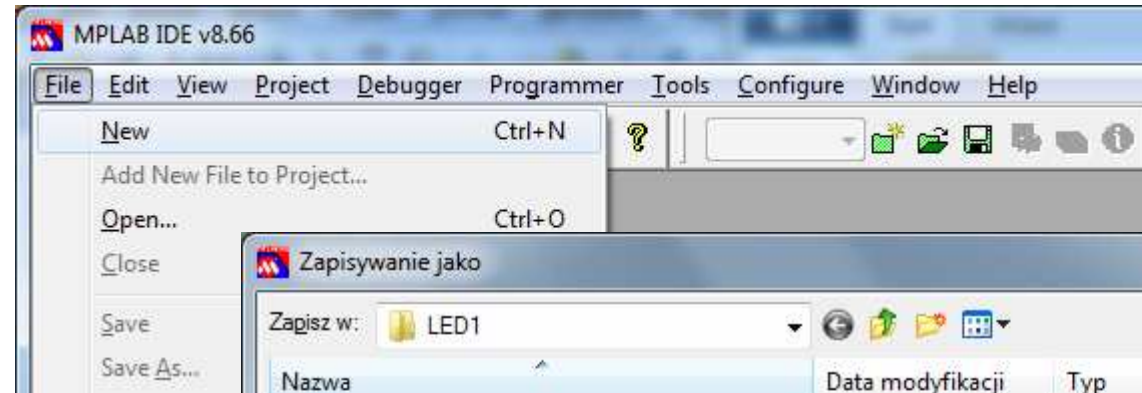 MPLAB IDE v8.66
File Edit View Project Debugger Programmer Tools Configure Window Help
New Ctrl+N
Add New File to Project...
Open... Ctrl+O
Close
Save
Save As...
Zapisywanie jako
Zapisz w: LED1
Nazwa Data modyfikacji Typ